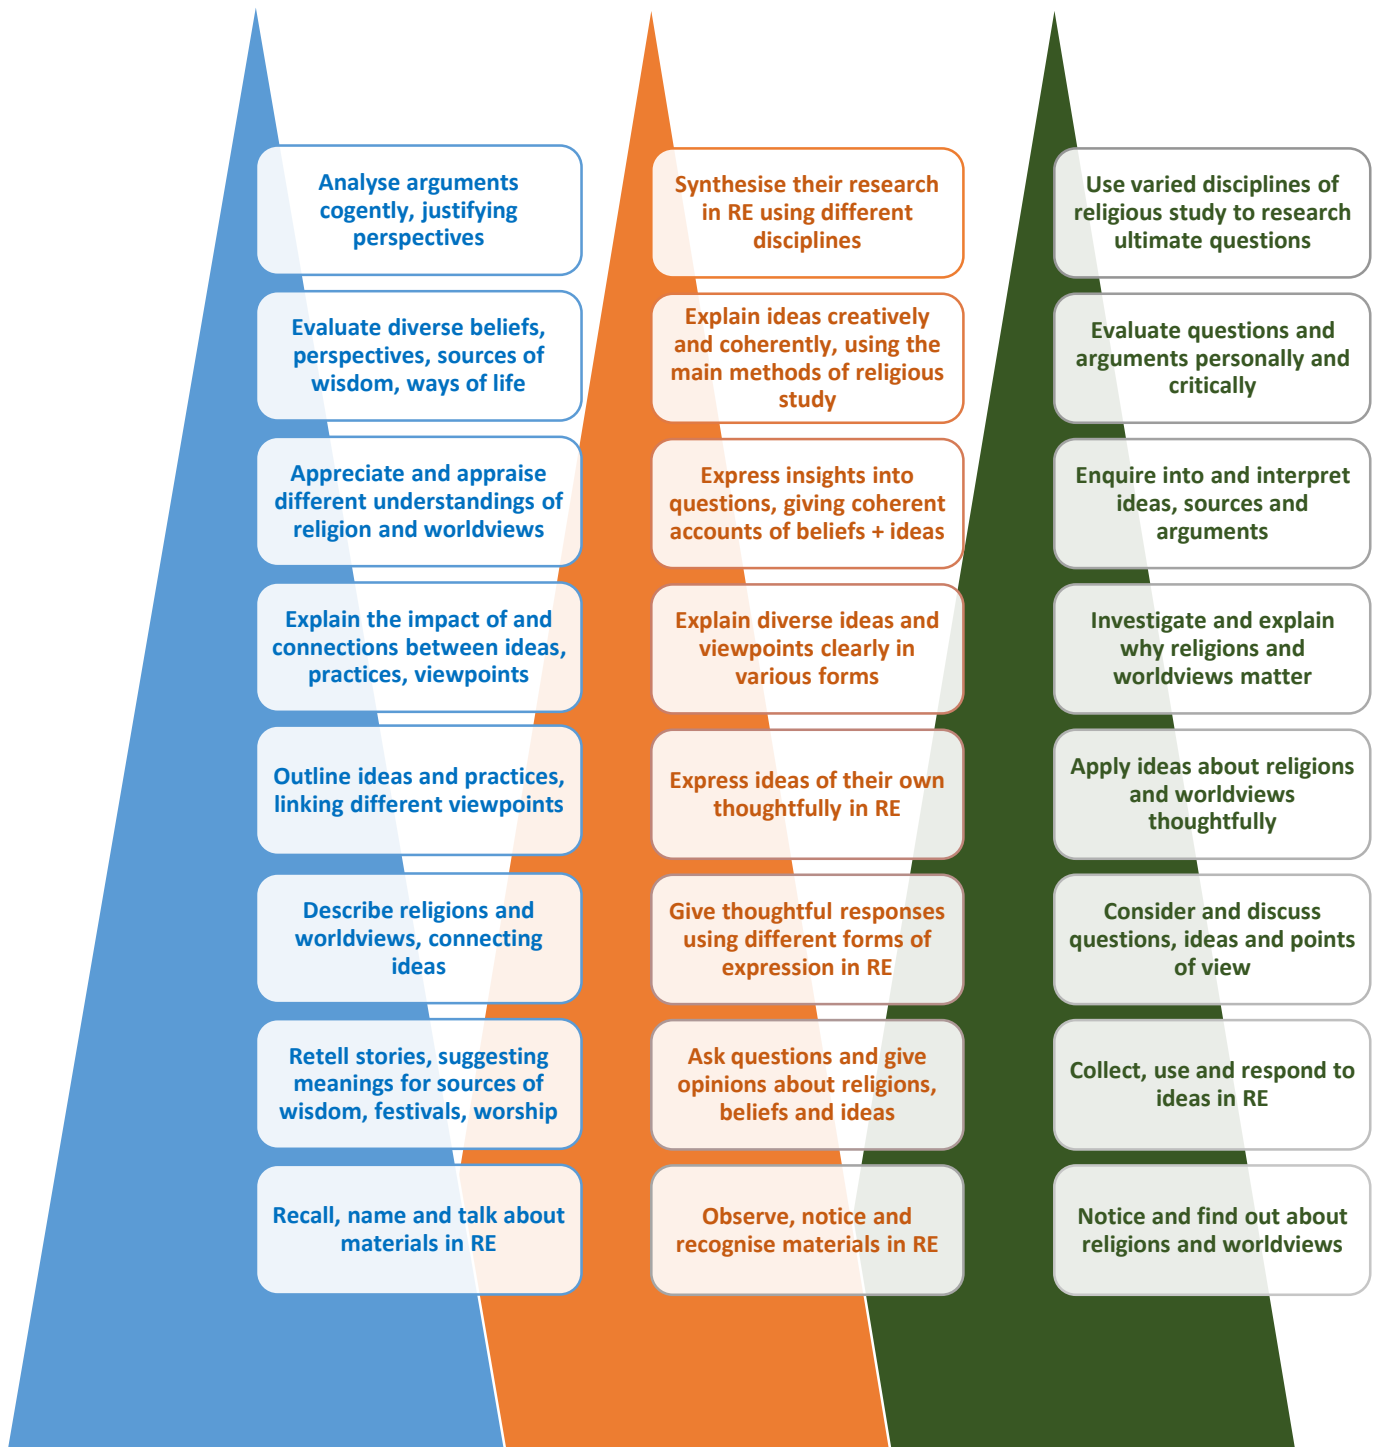 Analyse arguments
cogently, justifying
perspectives
Synthesise their research
in RE using different
disciplines
Use varied disciplines of
religious study to research
ultimate questions
Evaluate diverse beliefs,
perspectives, sources of
wisdom, ways of life
Explain ideas creatively
and coherently, using the
main methods of religious
study
Evaluate questions and
arguments personally and
critically
Appreciate and appraise
different understandings of
religion and worldviews
Express insights into
questions, giving coherent
accounts of beliefs + ideas
Enquire into and interpret
ideas, sources and
arguments
Explain the impact of and
connections between ideas,
practices, viewpoints
Explain diverse ideas and
viewpoints clearly in
various forms
Investigate and explain
why religions and
worldviews matter
Outline ideas and practices,
linking different viewpoints
Express ideas of their own
thoughtfully in RE
Apply ideas about religions
and worldviews
thoughtfully
Describe religions and
worldviews, connecting
ideas
Give thoughtful responses
using different forms of
expression in RE
Consider and discuss
questions, ideas and points
of view
Retell stories, suggesting
meanings for sources of
wisdom, festivals, worship
Ask questions and give
opinions about religions,
beliefs and ideas
Collect, use and respond to
ideas in RE
Recall, name and talk about
materials in RE
Observe, notice and
recognise materials in RE
Notice and find out about
religions and worldviews